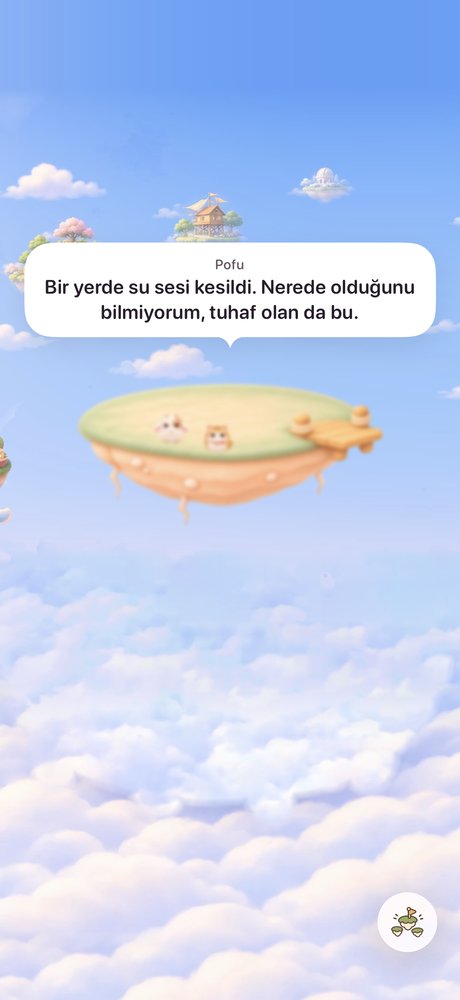 Pofu
Bir yerde su sesi kesildi. Nerede olduğunu
bilmiyorum, tuhaf olan da bu.